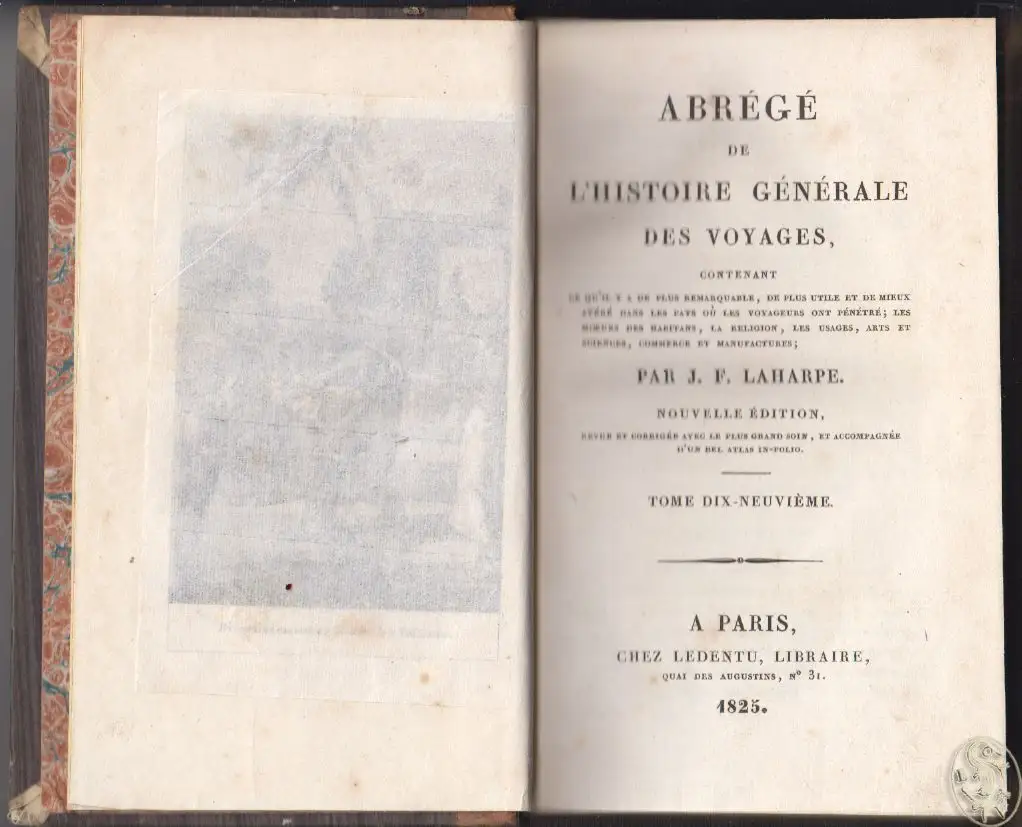 ABRÉGÉ
DE
L'HISTOIRE GÉNÉRALE
DES VOYAGES,
CONTENANT
CE QU'IL Y A DE PLUS REMARQUABLE, DE PLUS UTILE ET DE MIEUX
AVÉRÉ DANS LES PAYS OÙ LES VOYAGEURS ONT PÉNÉTRÉ; LES
MŒURS DES HABITANS, LA RELIGION, LES USAGES, ARTS ET
SCIENCES, COMMERCE ET MANUFACTURES;
PAR J. F. LAHARPE.
NOUVELLE ÉDITION,
REVUE ET CORRIGÉE AVEC LE PLUS GRAND SOIN, ET ACCOMPAGNÉE
D'UN BEL ATLAS IN-FOLIO.
TOME DIX-NEUVIÈME.
A PARIS,
CHEZ LEDENTU, LIBRAIRE,
QUAI DES AUGUSTINS, Nº 31.
1825.